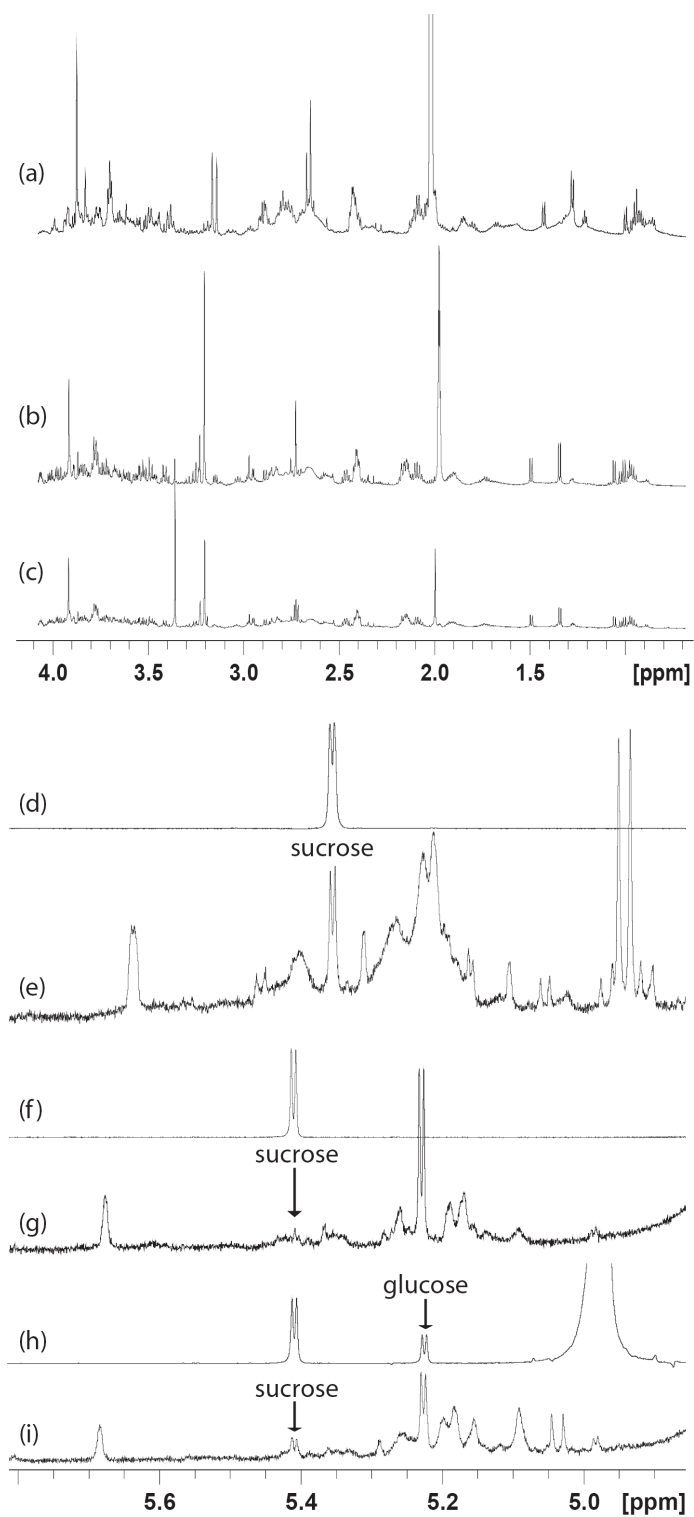 (a)
(b)
(c)
4.0 3.5 3.0 2.5 2.0 1.5 [ppm]
(d)
sucrose
(e)
(f)
sucrose
(g)
glucose
(h)
sucrose
(i)
5.6 5.4 5.2 5.0 [ppm]